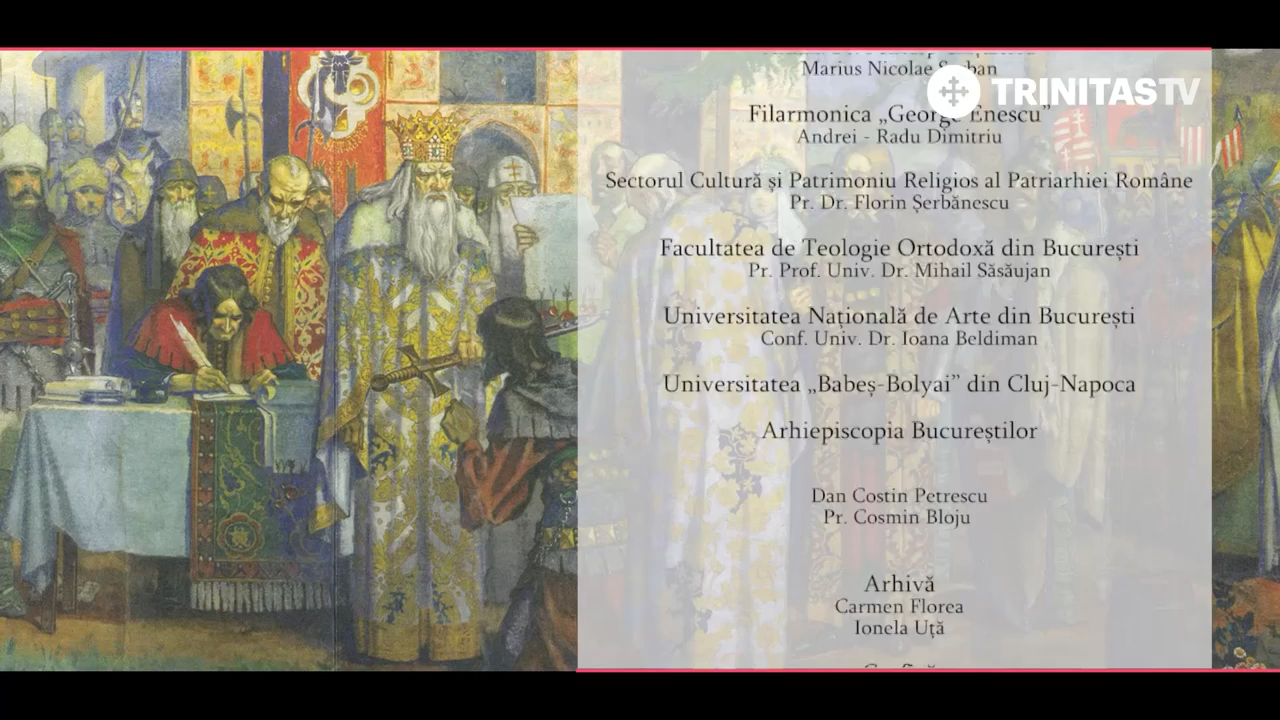 Marius Nicolae Șerban
TRINITAS TV
Filarmonica „George Enescu”
Andrei - Radu Dimitriu
Sectorul Cultură și Patrimoniu Religios al Patriarhiei Române
Pr. Dr. Florin Șerbănescu
Facultatea de Teologie Ortodoxă din București
Pr. Prof. Univ. Dr. Mihail Săsăujan
Universitatea Națională de Arte din București
Conf. Univ. Dr. Ioana Beldiman
Universitatea „Babeș-Bolyai” din Cluj-Napoca
Arhiepiscopia Bucureștilor
Dan Costin Petrescu
Pr. Cosmin Bloju
Arhivă
Carmen Florea
Ionela Uță